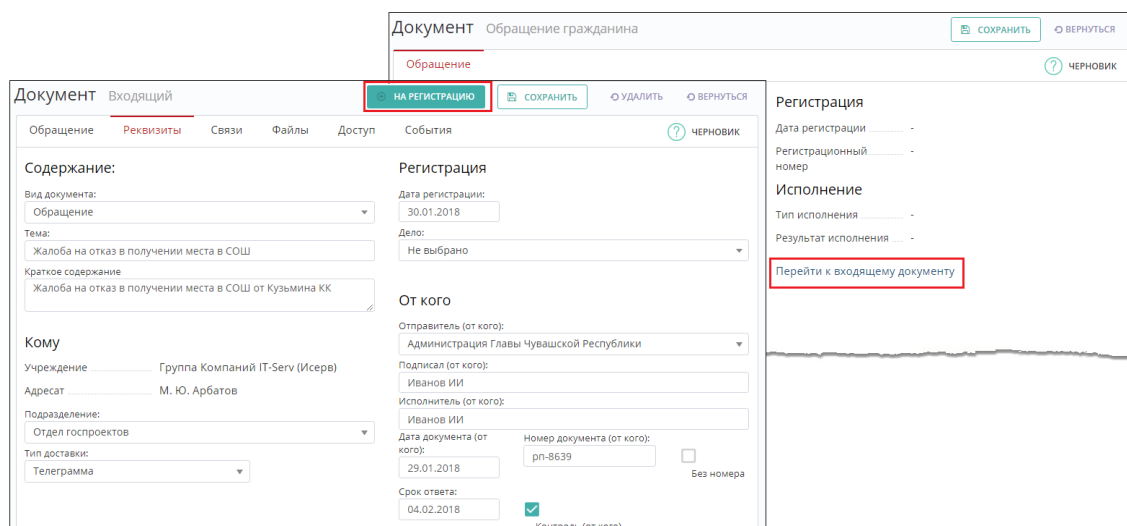 Документ Обращение гражданина
СОХРАНИТЬ
ВЕРНУТЬСЯ
Обращение
? ЧЕРНОВИК
Регистрация
Дата регистрации -
Регистрационный номер -
Исполнение
Тип исполнения -
Результат исполнения -
Перейти к входящему документу
Документ Входящий
НА РЕГИСТРАЦИЮ
СОХРАНИТЬ
УДАЛИТЬ
ВЕРНУТЬСЯ
Обращение Реквизиты Связи Файлы Доступ События
? ЧЕРНОВИК
Содержание:
Вид документа:
Обращение
Тема:
Жалоба на отказ в получении места в СОШ
Краткое содержание
Жалоба на отказ в получении места в СОШ от Кузьмина КК
Кому
Учреждение Группа Компаний IT-Serv (Исерв)
Адресат М. Ю. Арбатов
Подразделение:
Отдел госпроектов
Тип доставки:
Телеграмма
Регистрация
Дата регистрации:
30.01.2018
Дело:
Не выбрано
От кого
Отправитель (от кого):
Администрация Главы Чувашской Республики
Подписал (от кого):
Иванов ИИ
Исполнитель (от кого):
Иванов ИИ
Дата документа (от кого):
29.01.2018
Номер документа (от кого):
рп-8639
Без номера
Срок ответа:
04.02.2018
Контроль (от кого)